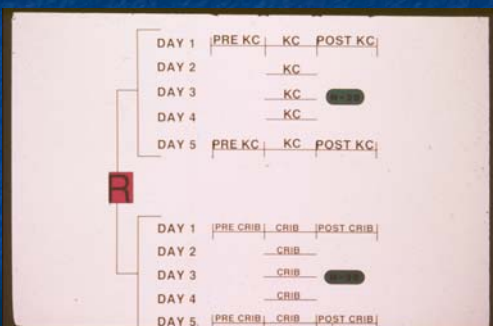 DAY 1 PRE KC KC POST KC
DAY 2 KC
DAY 3 KC
DAY 4 KC
DAY 5 PRE KC KC POST KC
R
DAY 1 PRE CRIB CRIB POST CRIB
DAY 2 CRIB
DAY 3 CRIB
DAY 4 CRIB
DAY 5 PRE CRIB CRIB POST CRIB